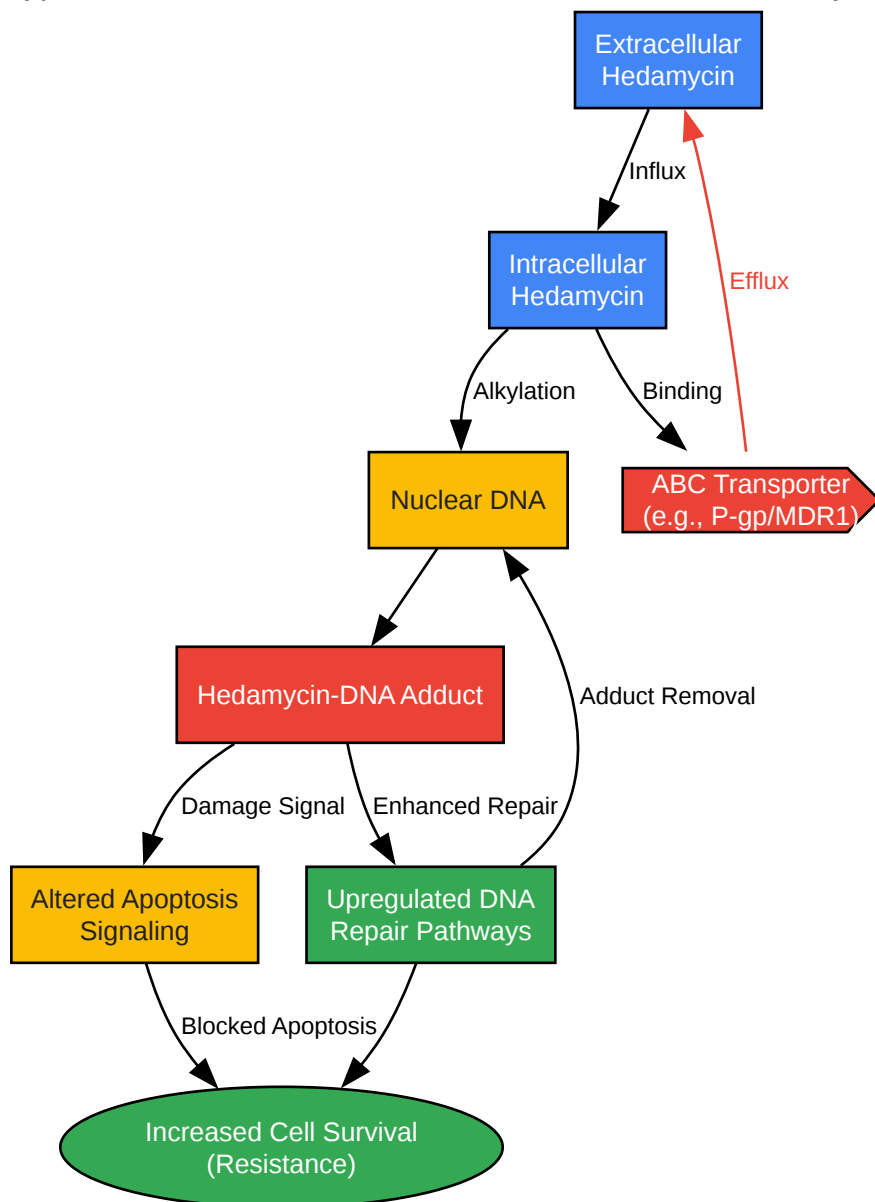 Extracellular
Hedamycin
Influx
Intracellular
Hedamycin
Efflux
Alkylation
Binding
Nuclear DNA
ABC Transporter
(e.g., P-gp/MDR1)
Hedamycin-DNA Adduct
Adduct Removal
Damage Signal
Enhanced Repair
Altered Apoptosis
Signaling
Upregulated DNA
Repair Pathways
Blocked Apoptosis
Increased Cell Survival
(Resistance)